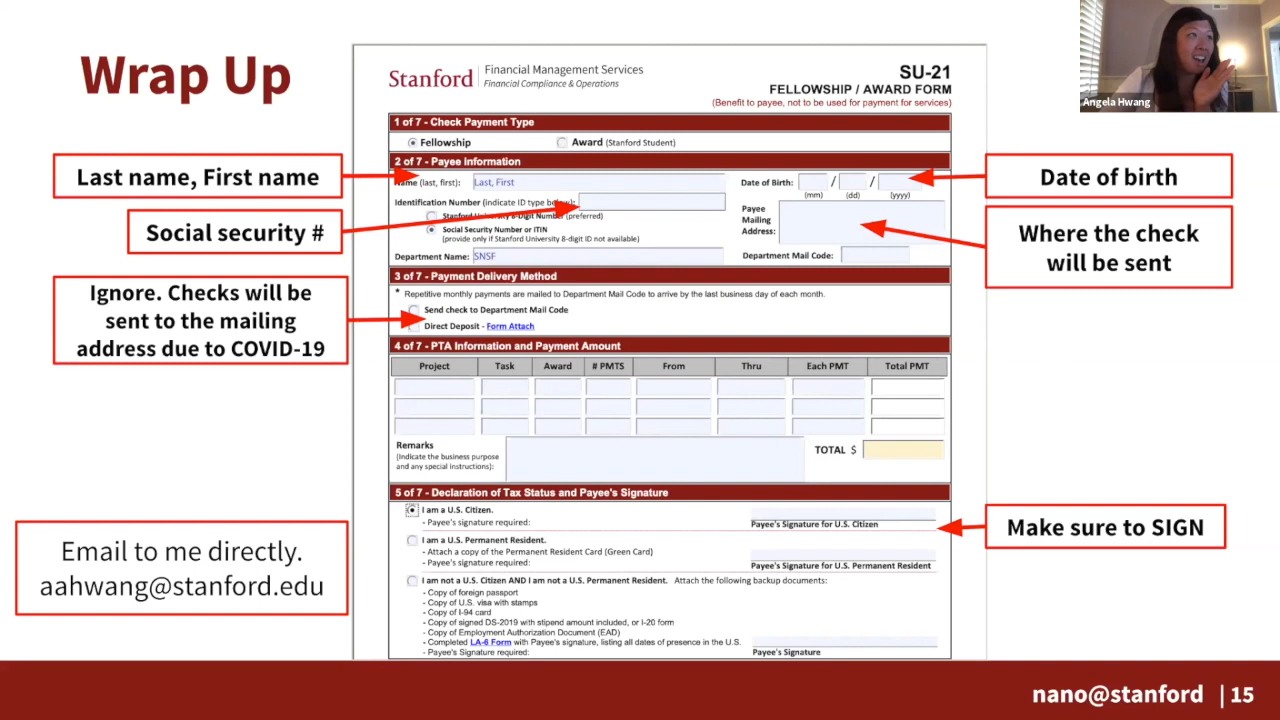 Wrap Up
Angela Hwang
Stanford
Financial Management Services
Financial Compliance & Operations
SU-21
FELLOWSHIP / AWARD FORM
(Benefit to payee, not to be used for payment for services)
1 of 7 - Check Payment Type
Fellowship
Award (Stanford Student)
2 of 7 - Payee Information
Name (last, first): Last, First
Date of Birth: / /
(mm) (dd) (yyyy)
Identification Number (indicate ID type below):
Stanford University 8-Digit Number (preferred)
Social Security Number or ITIN
(provide only if Stanford University 8-digit ID not available)
Payee
Mailing
Address:
Department Name: SNSF
Department Mail Code:
3 of 7 - Payment Delivery Method
* Repetitive monthly payments are mailed to Department Mail Code to arrive by the last business day of each month.
Send check to Department Mail Code
Direct Deposit - Form Attach
4 of 7 - PTA Information and Payment Amount
Project Task Award # PMTS From Thru Each PMT Total PMT
Remarks
(Indicate the business purpose
and any special instructions):
TOTAL $
5 of 7 - Declaration of Tax Status and Payee's Signature
I am a U.S. Citizen.
- Payee's signature required:
Payee's Signature for U.S. Citizen
I am a U.S. Permanent Resident.
- Attach a copy of the Permanent Resident Card (Green Card)
- Payee's signature required:
Payee's Signature for U.S. Permanent Resident
I am not a U.S. Citizen AND I am not a U.S. Permanent Resident. Attach the following backup documents:
- Copy of foreign passport
- Copy of U.S. visa with stamps
- Copy of I-94 card
- Copy of signed DS-2019 with stipend amount included, or I-20 form
- Copy of Employment Authorization Document (EAD)
- Completed LA-6 Form with Payee's signature, listing all dates of presence in the U.S.
- Payee's Signature required:
Payee's Signature
Last name, First name
Social security #
Ignore. Checks will be
sent to the mailing
address due to COVID-19
Email to me directly.
aahwang@stanford.edu
Date of birth
Where the check
will be sent
Make sure to SIGN
nano@stanford | 15